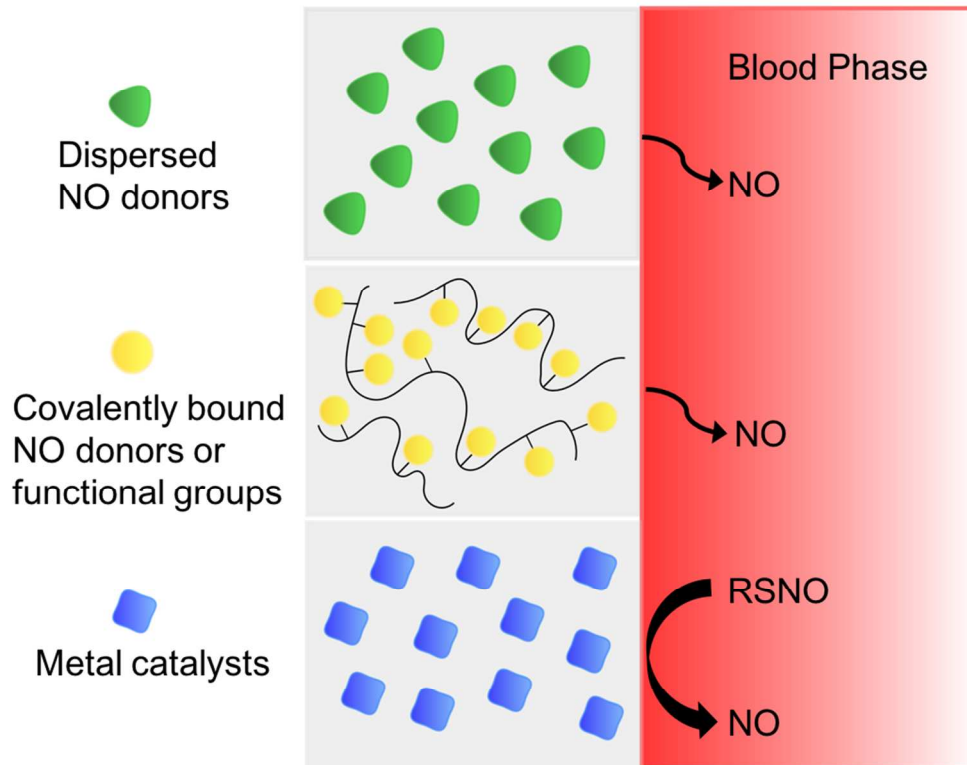 Blood Phase
Dispersed
NO donors
NO
Covalently bound
NO donors or
functional groups
NO
Metal catalysts
RSNO
NO